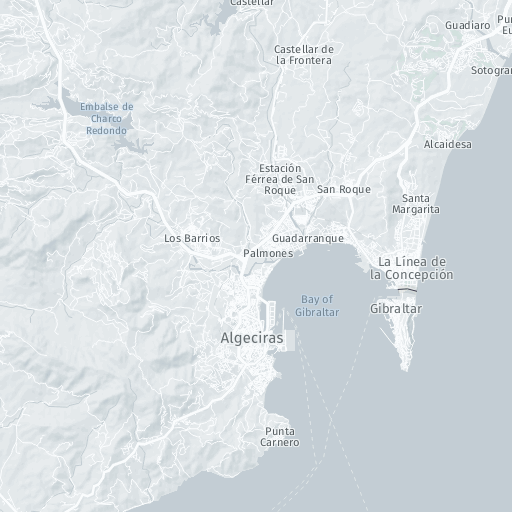 Castellar
Guadiaro
Castellar de
la Frontera
Sotogran
Embalse de
Charco
Redondo
Alcaidesa
Estación
Férrea de San
Roque
San Roque
Santa
Margarita
Los Barrios
Guadarranque
Palmones
La Línea de
la Concepción
Bay of
Gibraltar
Gibraltar
Algeciras
Punta
Carnero